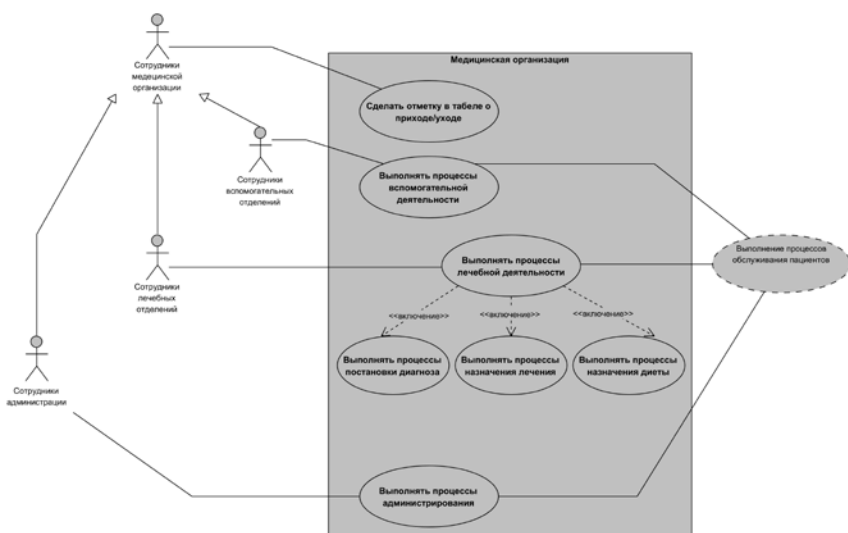 Сотрудники
медецинской
организации
Медицинская организация
Сделать отметку в табеле о
приходе/уходе
Сотрудники
вспомогательных
отделений
Выполнять процессы
вспомогательной
деятельности
Выполнение процессов
обслуживания пациентов
Выполнять процессы
лечебной деятельности
Сотрудники
лечебных
отделений
<<включение>>
<<включение>>
<<включение>>
Выполнять процессы
постановки диагноза
Выполнять процессы
назначения лечения
Выполнять процессы
назначения диеты
Сотрудники
администрации
Выполнять процессы
администрирования